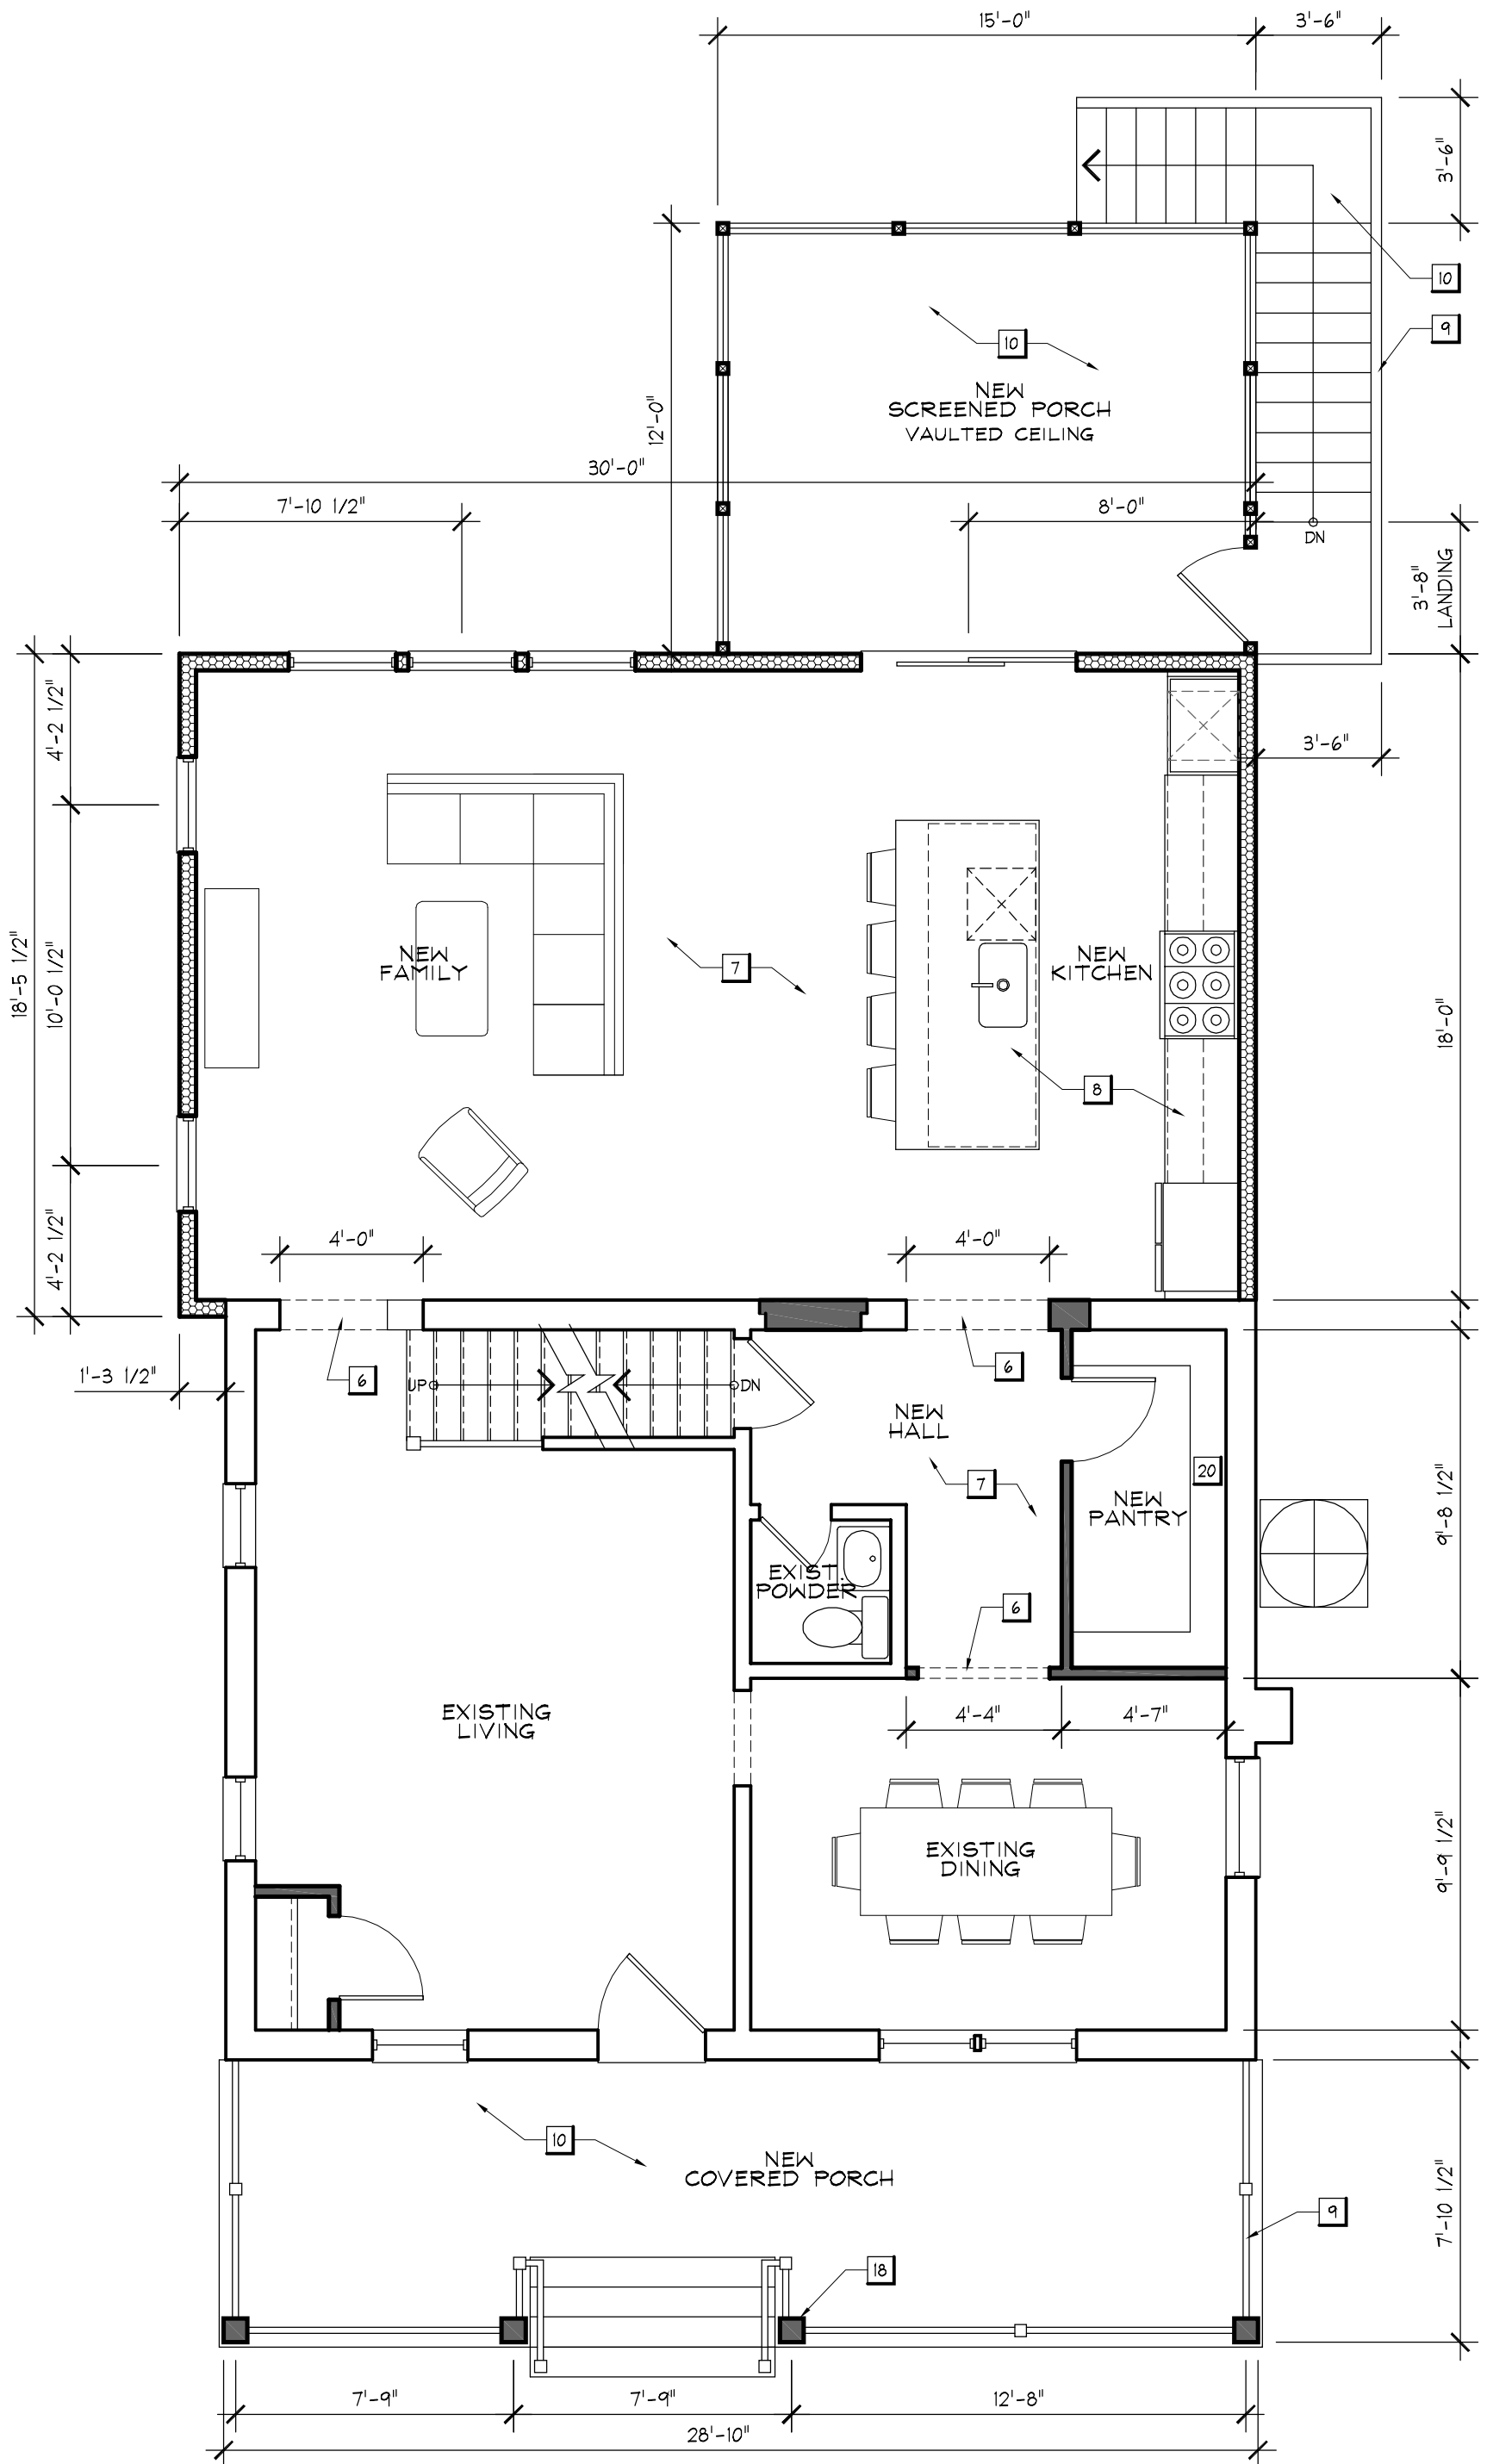 15'-0"
3'-6"
3'-6"
10
9
10
NEW
SCREENED PORCH
VAULTED CEILING
12'-0"
30'-0"
7'-10 1/2"
8'-0"
DN
3'-8"
LANDING
4'-2 1/2"
3'-6"
18'-5 1/2"
10'-0 1/2"
NEW
FAMILY
7
NEW
KITCHEN
18'-0"
8
4'-2 1/2"
4'-0"
4'-0"
1'-3 1/2"
6
6
UP
DN
NEW
HALL
7
20
NEW
PANTRY
9'-8 1/2"
EXIST.
POWDER
6
EXISTING
LIVING
4'-4"
4'-7"
EXISTING
DINING
9'-9 1/2"
10
NEW
COVERED PORCH
9
7'-10 1/2"
18
7'-9"
7'-9"
12'-8"
28'-10"